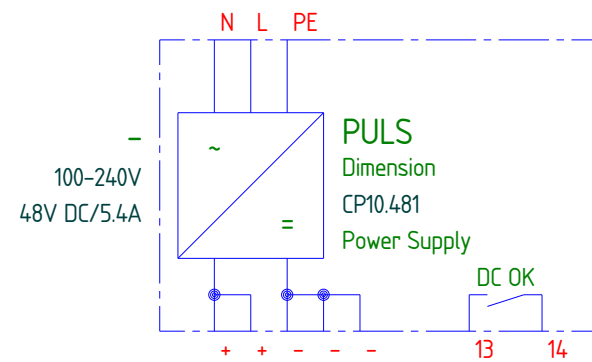 N L PE
–
100-240V
48V DC/5.4A
~
=
PULS
Dimension
CP10.481
Power Supply
DC OK
+ + – – –
13 14